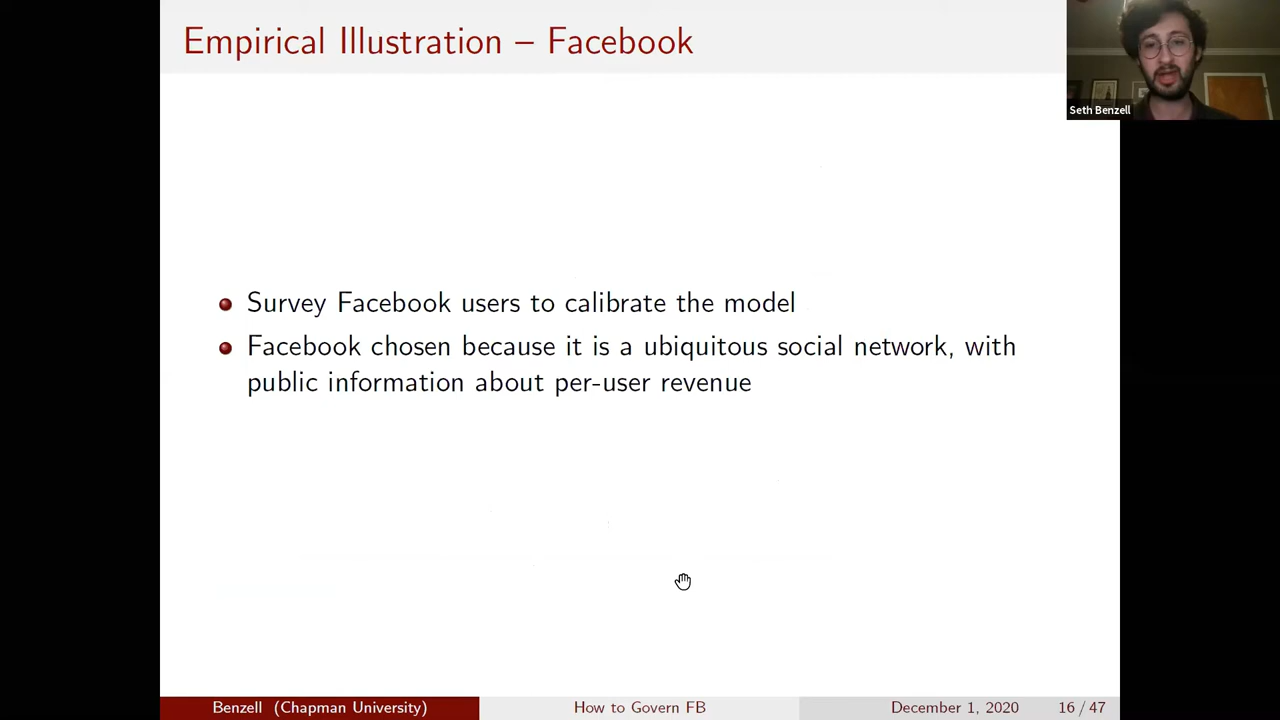 Empirical Illustration – Facebook
Seth Benzell
Survey Facebook users to calibrate the model
Facebook chosen because it is a ubiquitous social network, with
public information about per-user revenue
Benzell (Chapman University)
How to Govern FB
December 1, 2020
16 / 47